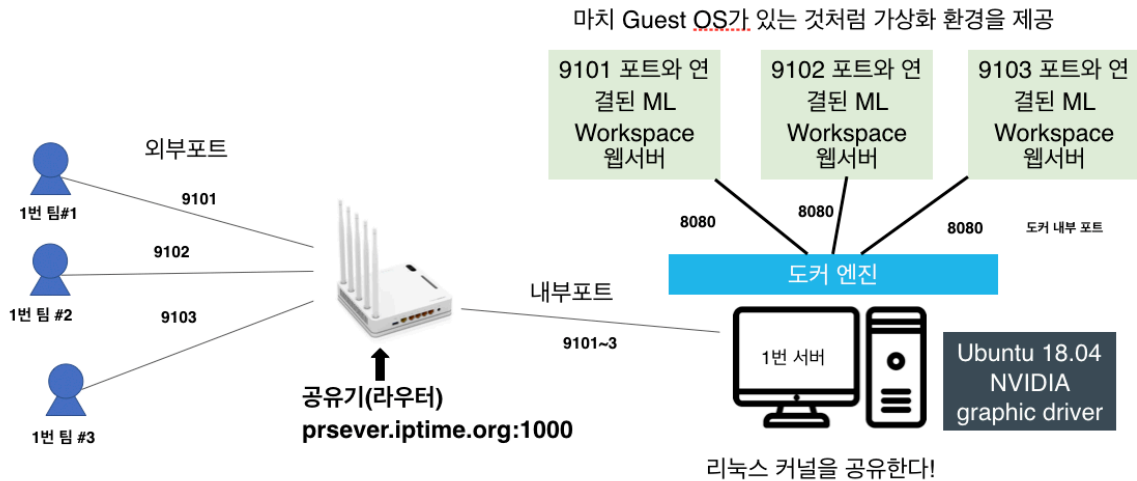 마치 Guest OS가 있는 것처럼 가상화 환경을 제공
9101 포트와 연
결된 ML
Workspace
웹서버
9102 포트와 연
결된 ML
Workspace
웹서버
9103 포트와 연
결된 ML
Workspace
웹서버
외부포트
1번 팀#1
9101
1번 팀 #2
9102
1번 팀 #3
9103
8080
8080
8080
도커 내부 포트
도커 엔진
내부포트
9101~3
공유기(라우터)
prsever.iptime.org:1000
1번 서버
Ubuntu 18.04
NVIDIA
graphic driver
리눅스 커널을 공유한다!